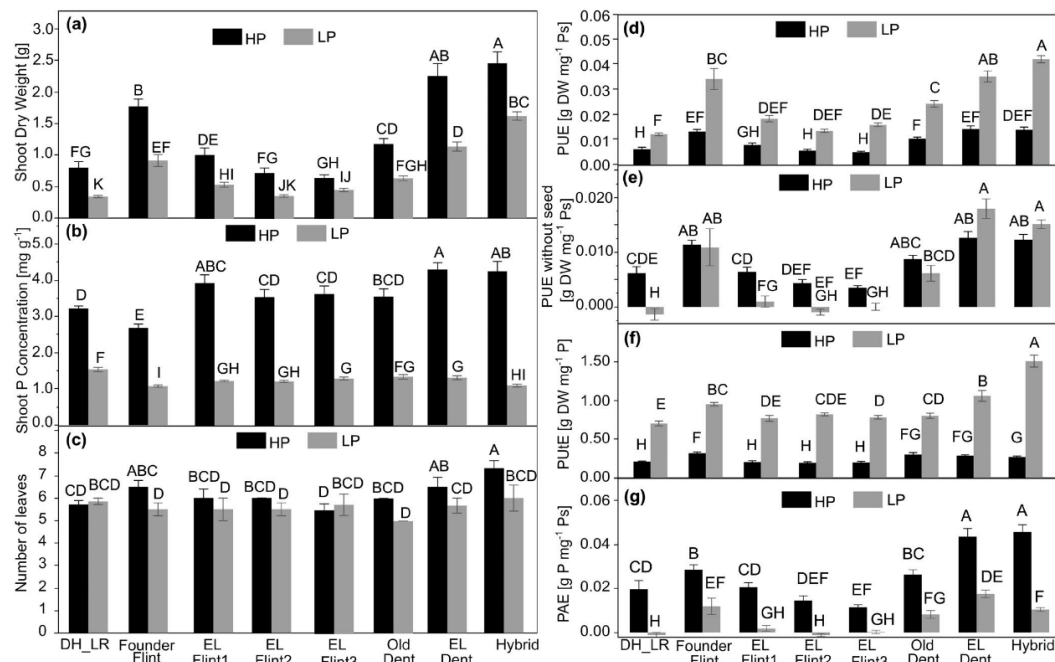 (a)
Shoot Dry Weight [g]
3.0
2.5
2.0
1.5
1.0
0.5
0.0
HP LP
FG K B EF DE HI FG JK GH IJ CD FGH AB D A BC
(b)
Shoot P Concentration [mg g⁻¹]
5.0
4.0
3.0
2.0
1.0
0.0
HP LP
D F E I ABC GH CD GH CD G BCD FG A G AB HI
(c)
Number of leaves
8
7
6
5
4
3
2
1
0
HP LP
CD BCD ABC D BCD D BCD D D BCD BCD D AB CD A BCD
DH_LR Founder Flint EL Flint1 EL Flint2 EL Flint3 Old Dent EL Dent Hybrid
(d)
PUE [g DW mg⁻¹ Ps]
0.06
0.05
0.04
0.03
0.02
0.01
0.00
HP LP
H F EF BC GH DEF H DEF H DEF F C EF AB DEF A
(e)
PUE without seed
[g DW mg⁻¹ Ps]
0.020
0.010
0.000
HP LP
CDE H AB AB CD FG DEF EF GH EF GH ABC BCD AB A AB A
(f)
PUtE [g DW mg⁻¹ P]
1.50
1.00
0.50
0.00
HP LP
H E F BC H DE H CDE H D FG CD FG B G A
(g)
PAE [g P mg⁻¹ Ps]
0.06
0.04
0.02
0.00
HP LP
CD H B EF CD GH DEF H EF GH BC FG A DE A F
DH_LR Founder Flint EL Flint1 EL Flint2 EL Flint3 Old Dent EL Dent Hybrid